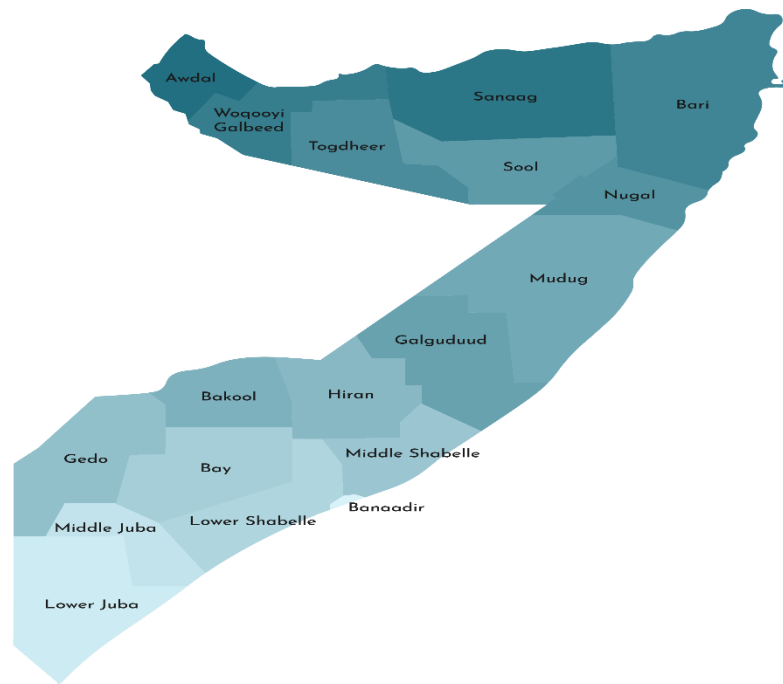 Awdal
Sanaag
Bari
Woqooyi
Galbeed
Togdheer
Sool
Nugal
Mudug
Galguduud
Bakool
Hiran
Gedo
Bay
Middle Shabelle
Banaadir
Lower Shabelle
Middle Juba
Lower Juba